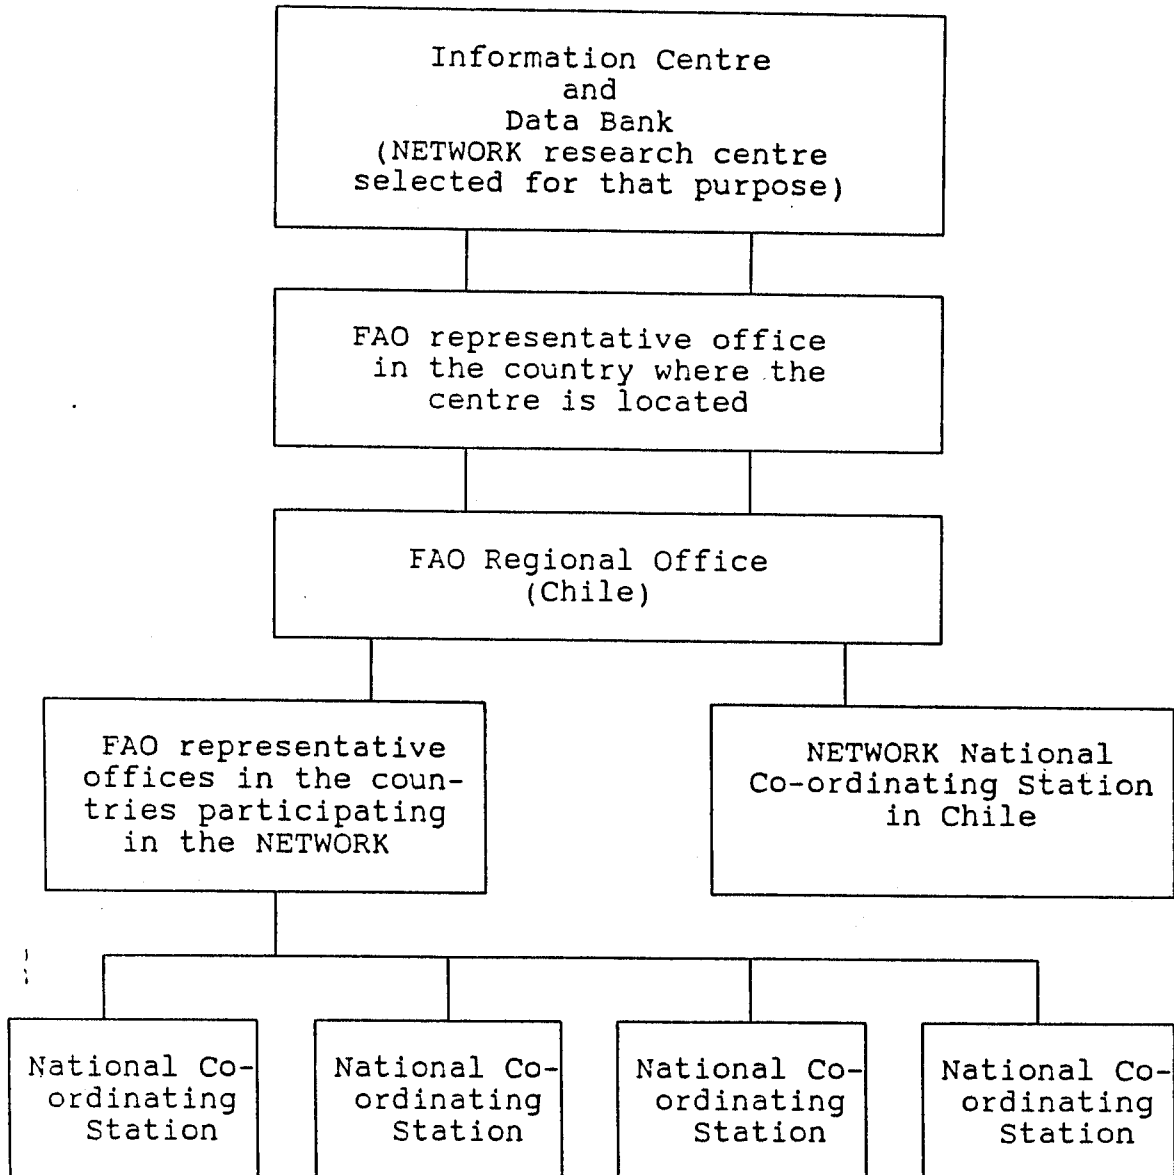 Information Centre
and
Data Bank
(NETWORK research centre
selected for that purpose)
FAO representative office
in the country where the
centre is located
FAO Regional Office
(Chile)
FAO representative
offices in the coun-
tries participating
in the NETWORK
NETWORK National
Co-ordinating Station
in Chile
National Co-
ordinating
Station
National Co-
ordinating
Station
National Co-
ordinating
Station
National Co-
ordinating
Station